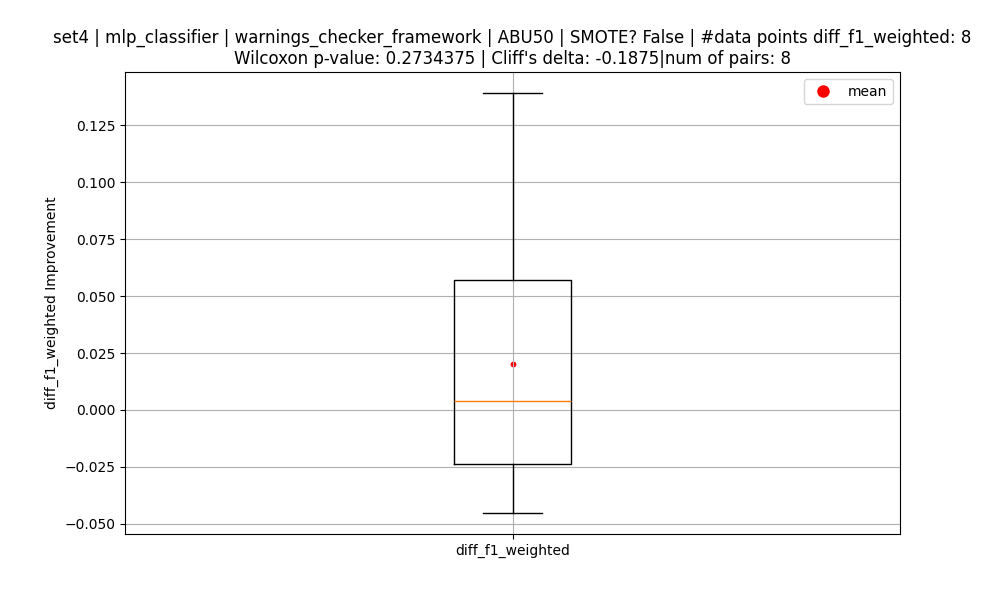 set4 | mlp_classifier | warnings_checker_framework | ABU50 | SMOTE? False | #data points diff_f1_weighted: 8
Wilcoxon p-value: 0.2734375 | Cliff's delta: -0.1875|num of pairs: 8
mean
0.125
0.100
0.075
0.050
0.025
0.000
−0.025
−0.050
diff_f1_weighted Improvement
diff_f1_weighted